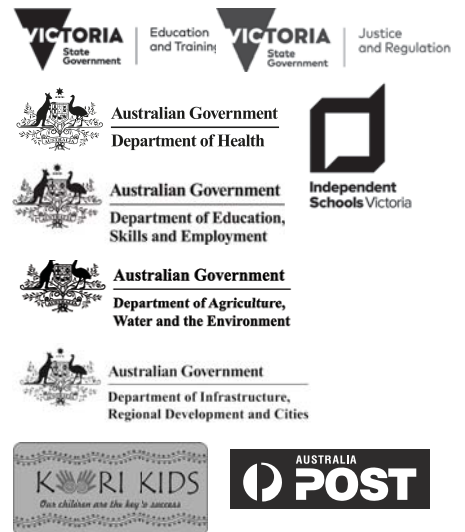 VICTORIA
State
Government
Education
and Training
VICTORIA
State
Government
Justice
and Regulation
Australian Government
Department of Health
Independent
Schools Victoria
Australian Government
Department of Education,
Skills and Employment
Australian Government
Department of Agriculture,
Water and the Environment
Australian Government
Department of Infrastructure,
Regional Development and Cities
KOORI KIDS
Our children are the key to success
AUSTRALIA
POST